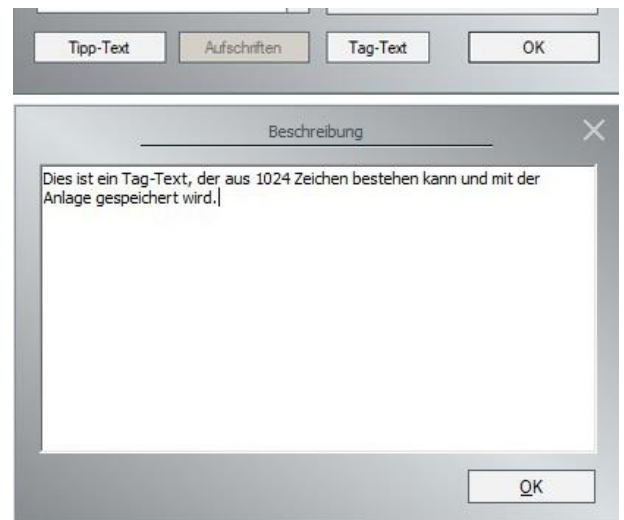 Tipp-Text Aufschriften Tag-Text OK
Beschreibung
Dies ist ein Tag-Text, der aus 1024 Zeichen bestehen kann und mit der
Anlage gespeichert wird.
OK